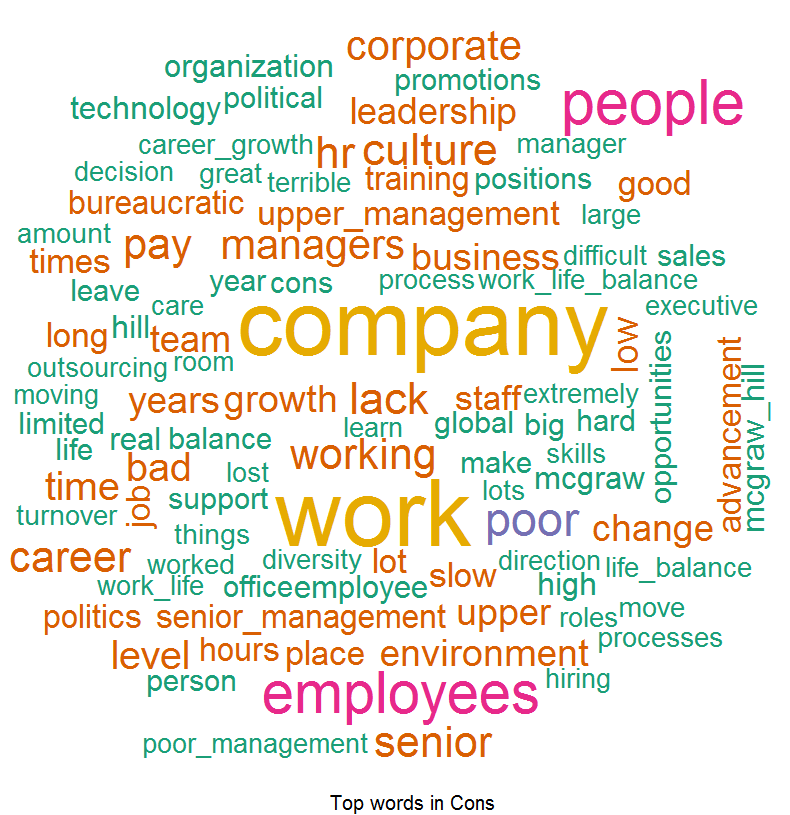 corporate
organization
promotions
people
technology
political
leadership
career_growth
hr
culture
manager
decision
great
terrible
training
positions
good
bureaucratic
upper_management
large
amount
times
pay
managers
business
difficult
sales
leave
year
cons
process
work_life_balance
care
executive
long
hill
team
company
low
outsourcing
room
opportunities
advancement
mcgraw_hill
moving
years
growth
lack
staff
extremely
limited
learn
global
big
hard
life
real
balance
working
skills
time
bad
lost
make
mcgraw
job
support
lots
turnover
things
work
poor
change
career
worked
diversity
lot
direction
life_balance
work_life
office
employee
slow
high
politics
senior_management
upper
roles
move
level
hours
place
environment
processes
person
employees
hiring
poor_management
senior
Top words in Cons